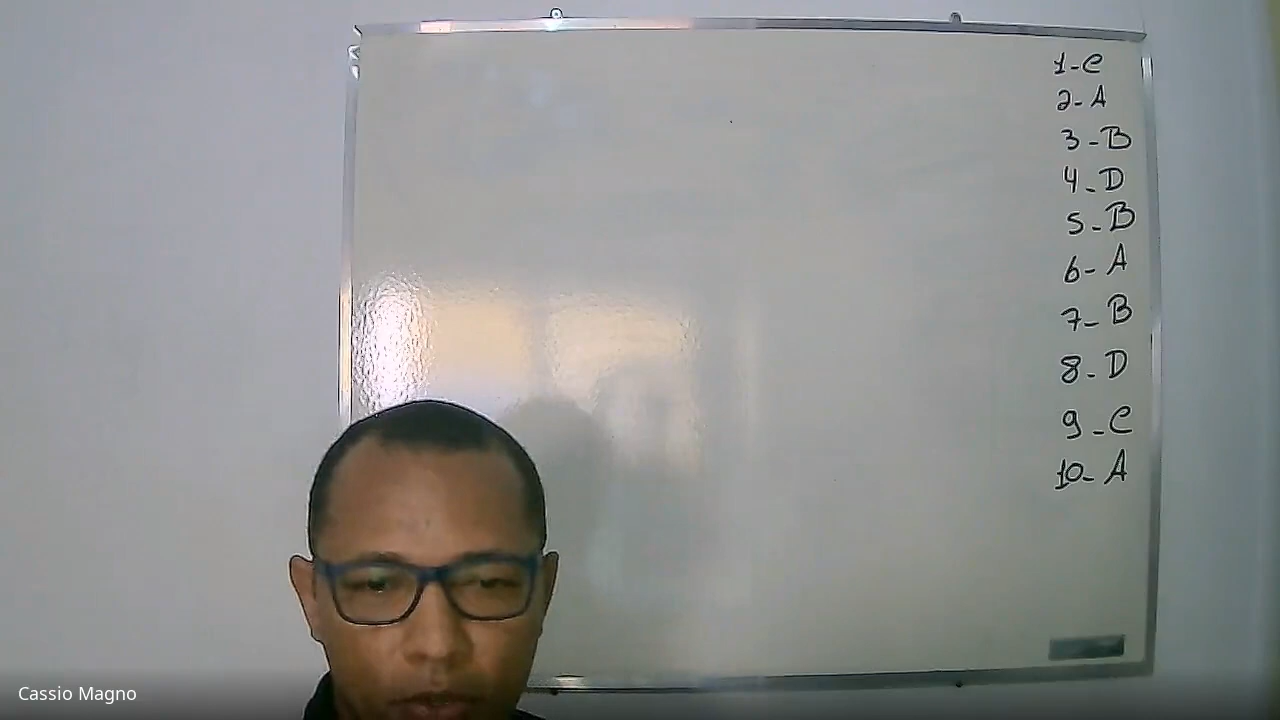 1-C
2-A
3-B
4-D
5-B
6-A
7-B
8-D
9-C
10-A
Cassio Magno